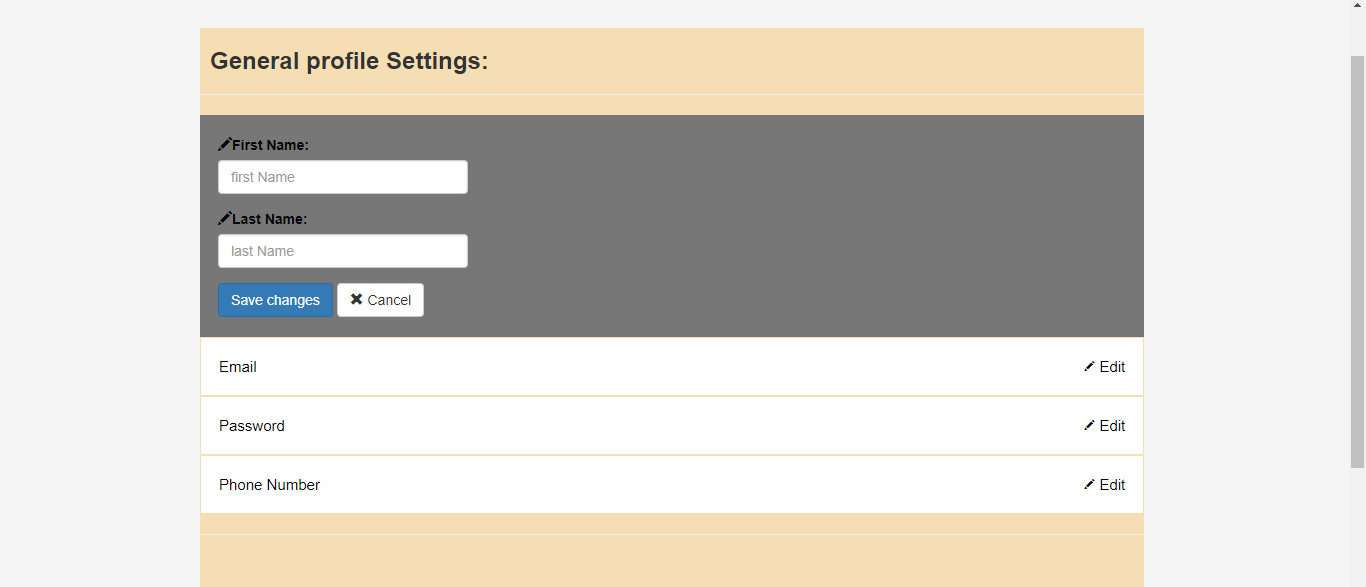 General profile Settings:
First Name:
first Name
Last Name:
last Name
Save changes
Cancel
Email
Edit
Password
Edit
Phone Number
Edit